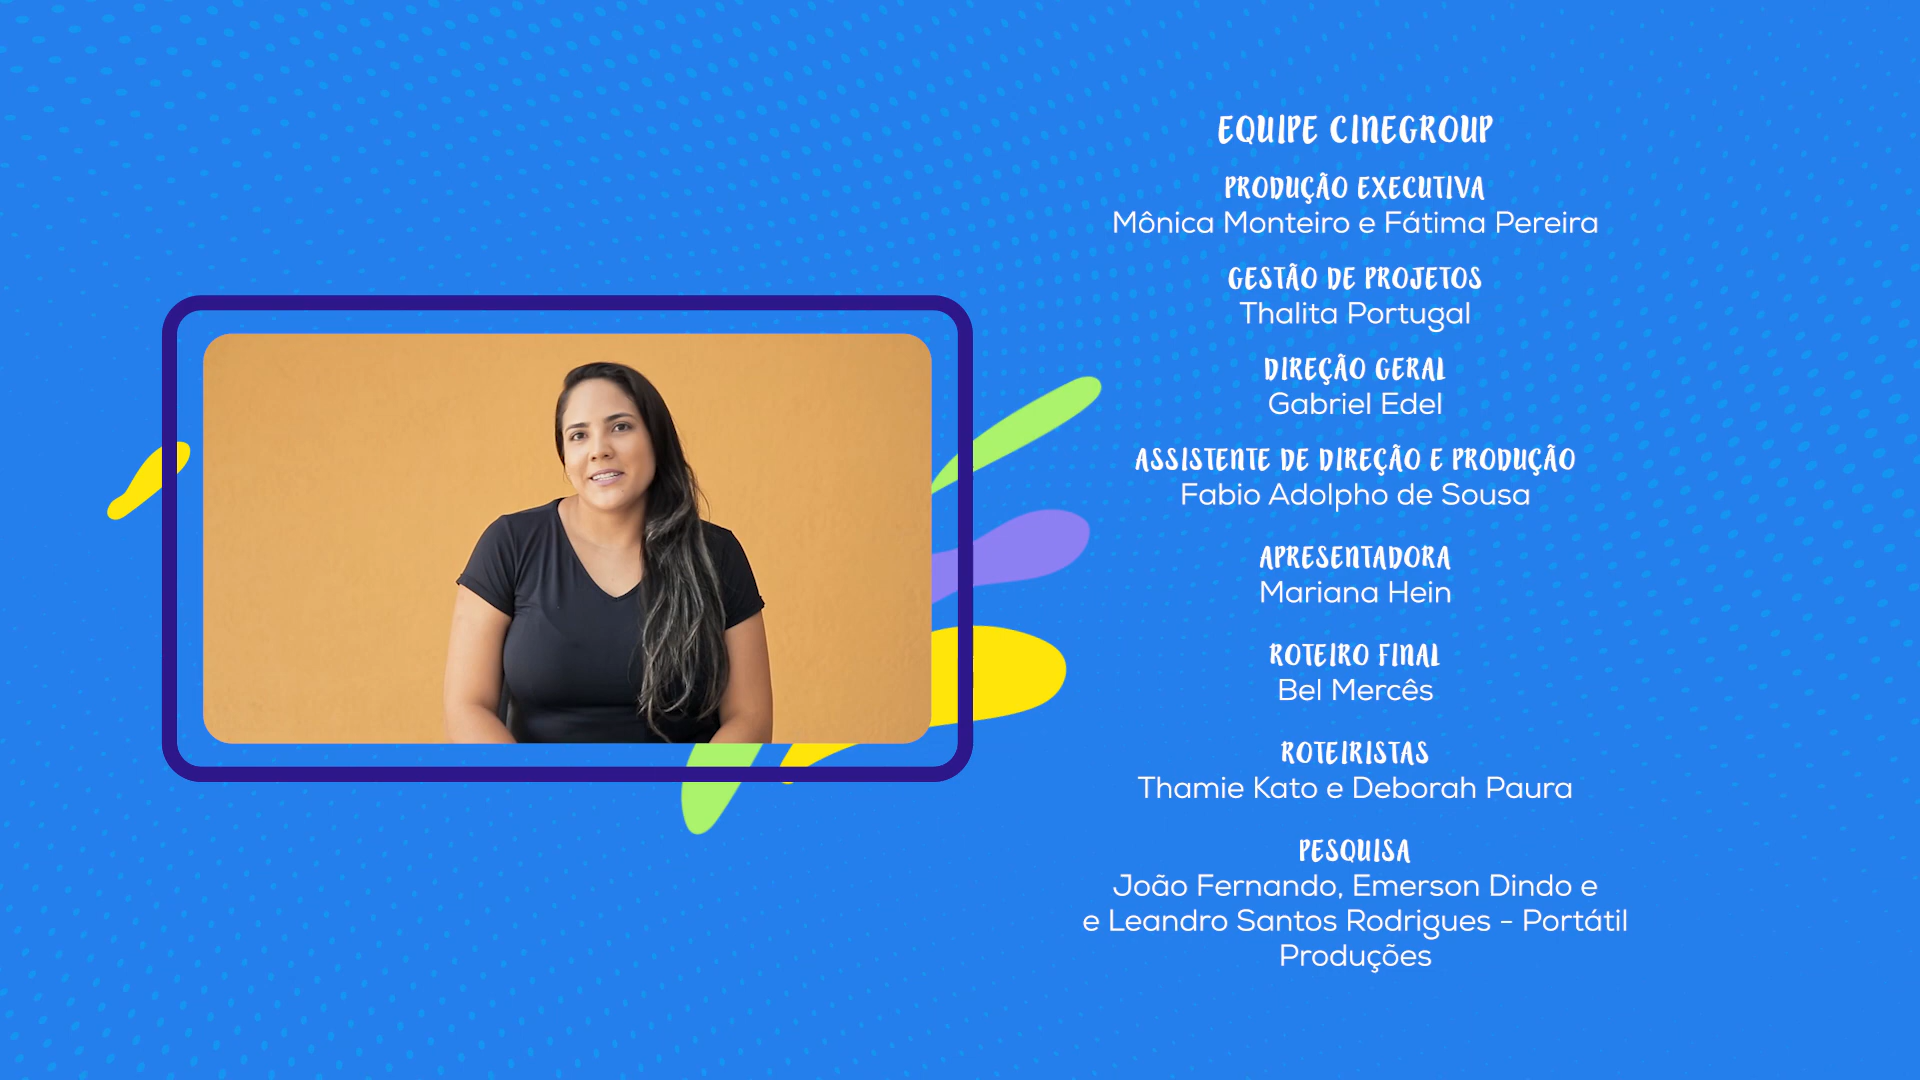 EQUIPE CINEGROUP
PRODUÇÃO EXECUTIVA
Mônica Monteiro e Fátima Pereira
GESTÃO DE PROJETOS
Thalita Portugal
DIREÇÃO GERAL
Gabriel Edel
ASSISTENTE DE DIREÇÃO E PRODUÇÃO
Fabio Adolpho de Sousa
APRESENTADORA
Mariana Hein
ROTEIRO FINAL
Bel Mercês
ROTEIRISTAS
Thamie Kato e Deborah Paura
PESQUISA
João Fernando, Emerson Dindo e
e Leandro Santos Rodrigues - Portátil
Produções